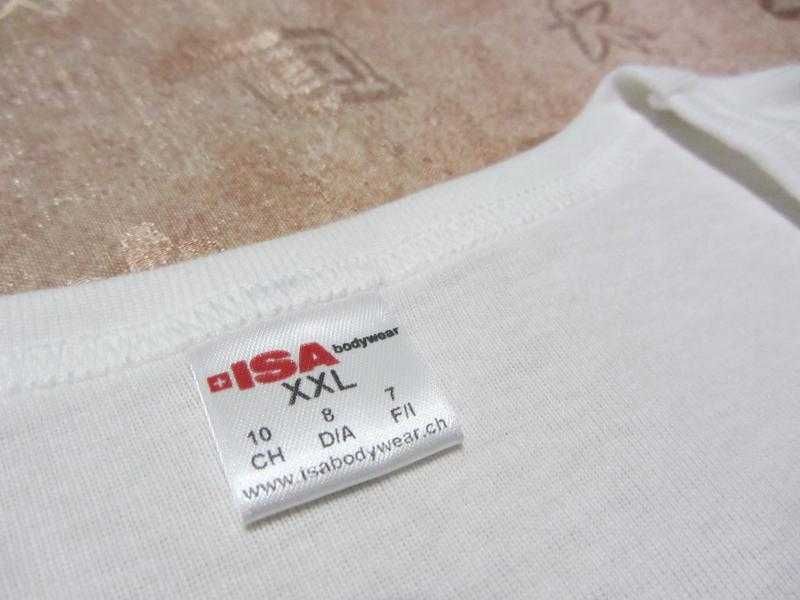 ISA bodywear
XXL
10 8 7
CH D/A F/I
www.isabodywear.ch